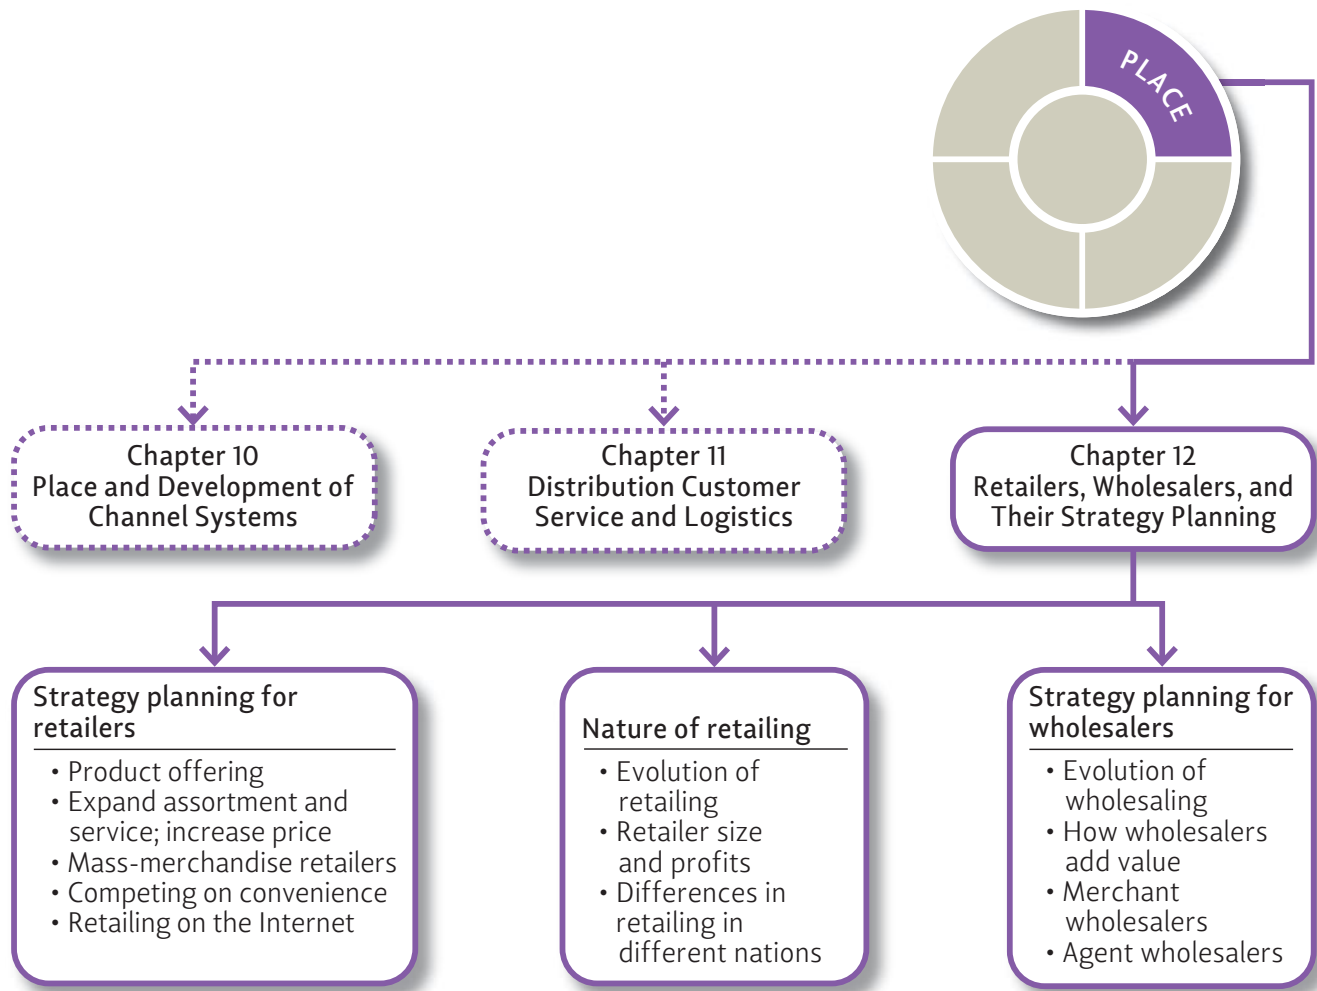 PLACE
Chapter 10
Place and Development of
Channel Systems
Chapter 11
Distribution Customer
Service and Logistics
Chapter 12
Retailers, Wholesalers, and
Their Strategy Planning
Strategy planning for
retailers
• Product offering
• Expand assortment and
service; increase price
• Mass-merchandise retailers
• Competing on convenience
• Retailing on the Internet
Nature of retailing
• Evolution of
retailing
• Retailer size
and profits
• Differences in
retailing in
different nations
Strategy planning for
wholesalers
• Evolution of
wholesaling
• How wholesalers
add value
• Merchant
wholesalers
• Agent wholesalers